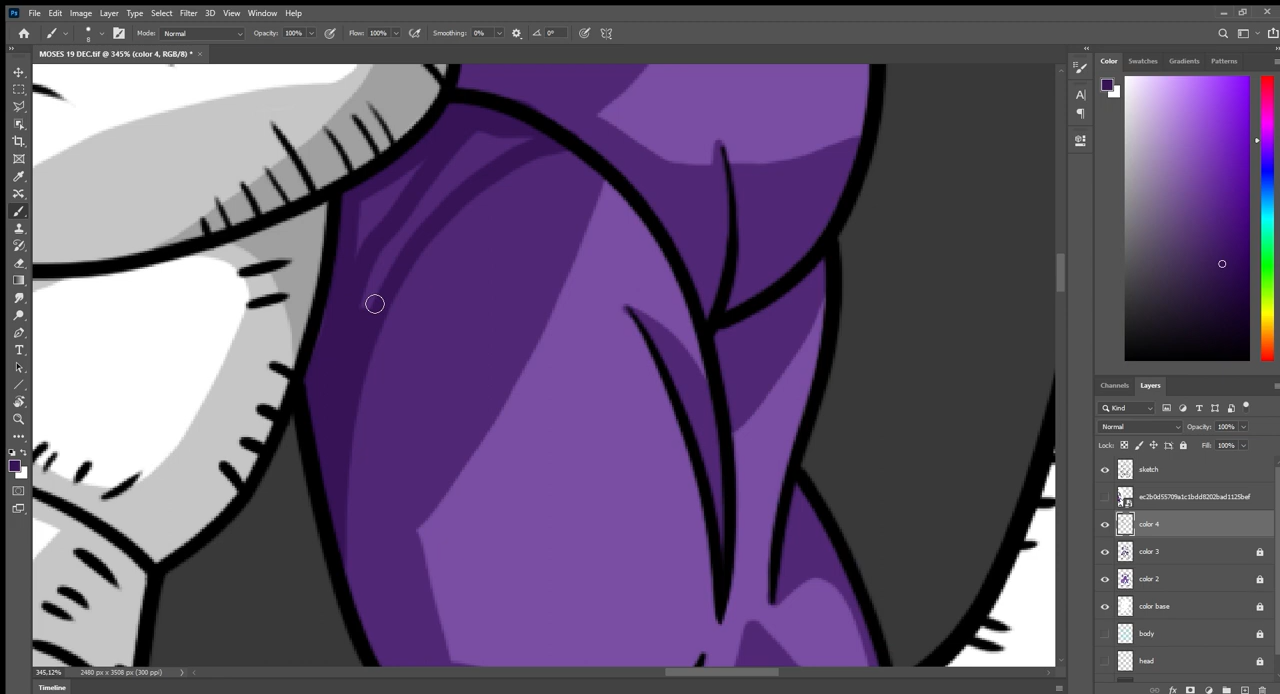 Ps File Edit Image Layer Type Select Filter 3D View Window Help
6 Mode: Normal Opacity: 100% Flow: 100% Smoothing: 0% 0°
MOSES 19 DEC.tif @ 345% (color 4, RGB/8) * ×
Color Swatches Gradients Patterns
Channels Layers
Kind
Normal Opacity: 100%
Lock: Fill: 100%
sketch
ec2b0d55709a1c1bdd8202bad1125bef
color 4
color 3
color 2
color base
body
head
345,12% 2480 px x 3508 px (300 ppi)
Timeline